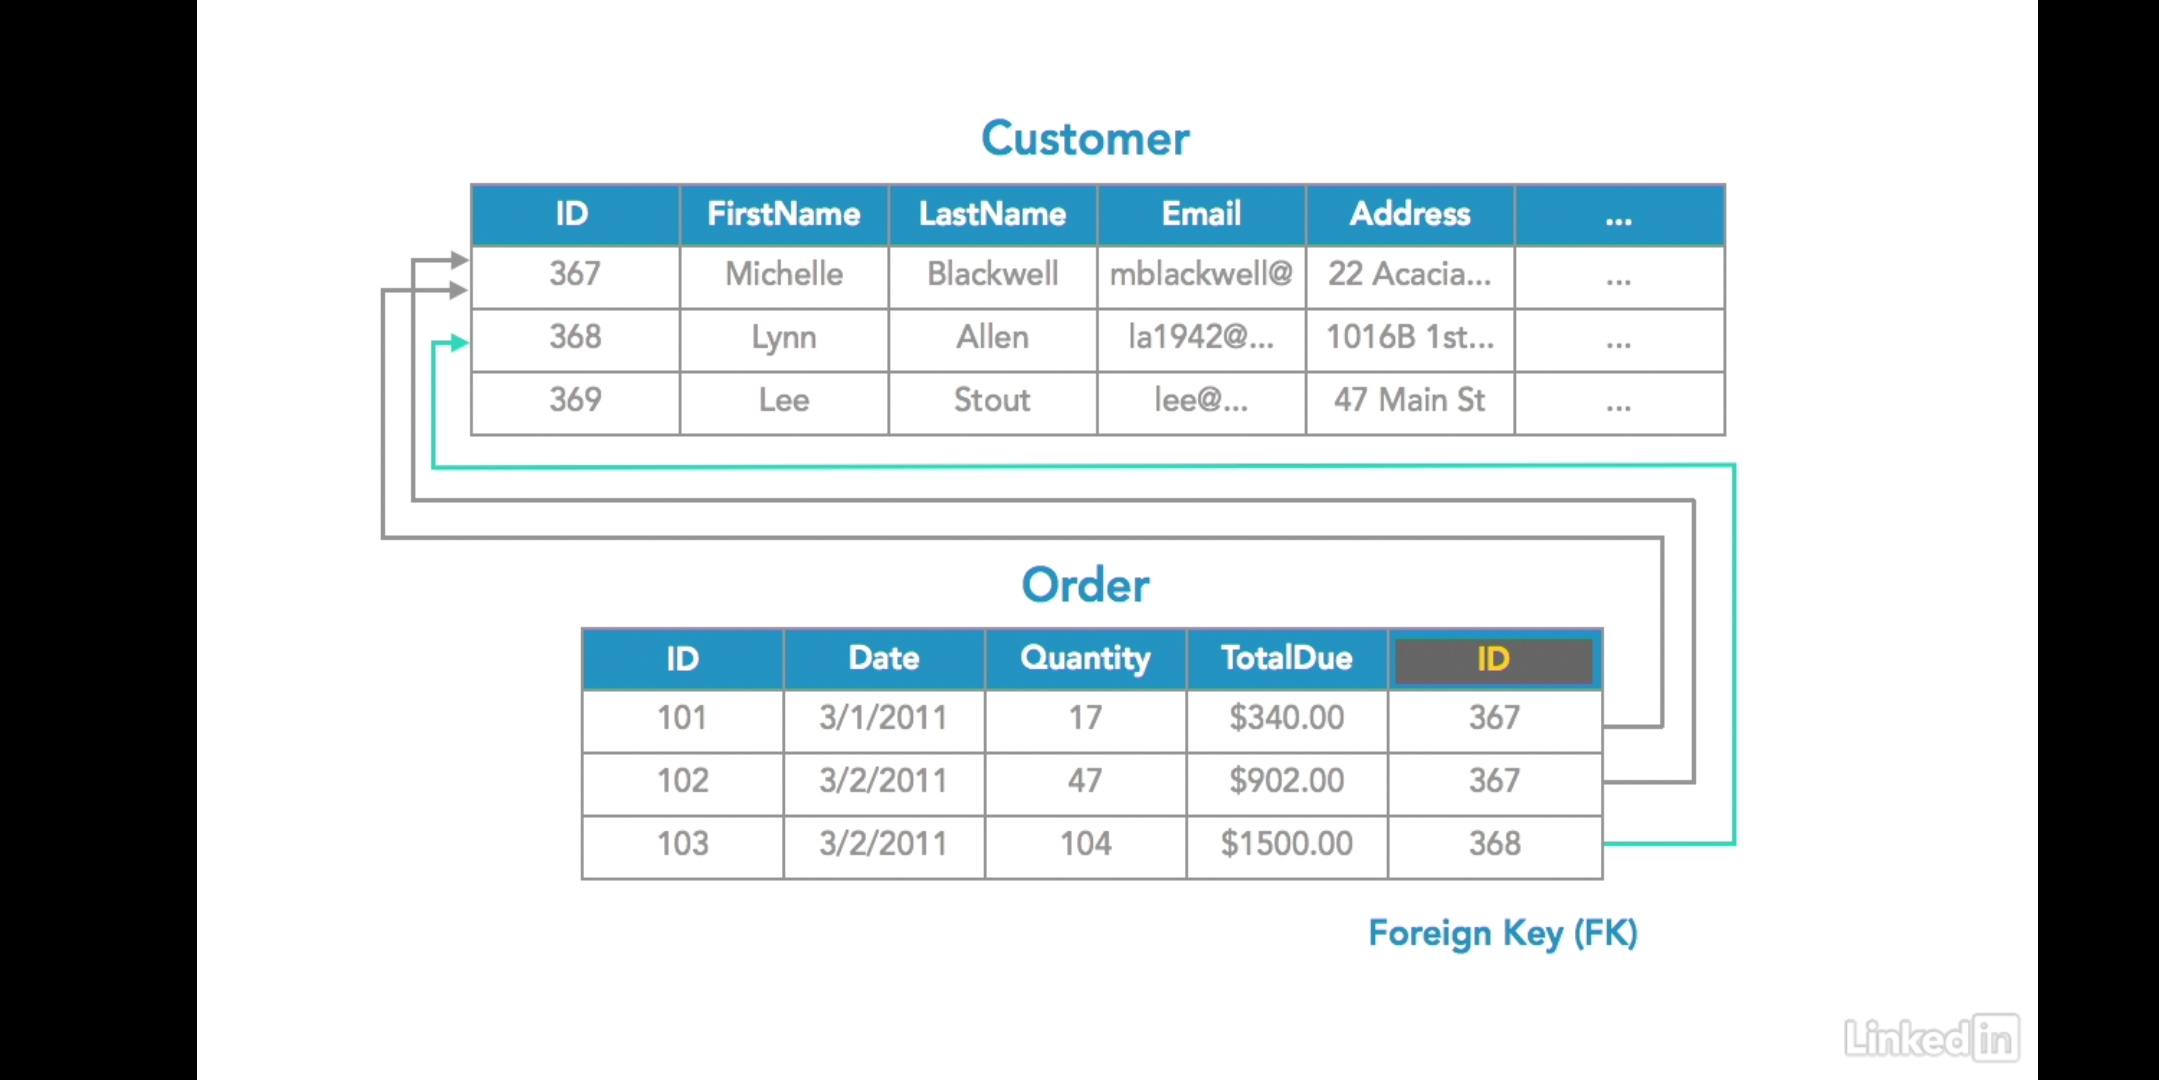 Customer
ID FirstName LastName Email Address ...
367 Michelle Blackwell mblackwell@ 22 Acacia... ...
368 Lynn Allen la1942@... 1016B 1st... ...
369 Lee Stout lee@... 47 Main St ...
Order
ID Date Quantity TotalDue ID
101 3/1/2011 17 $340.00 367
102 3/2/2011 47 $902.00 367
103 3/2/2011 104 $1500.00 368
Foreign Key (FK)
Linked in